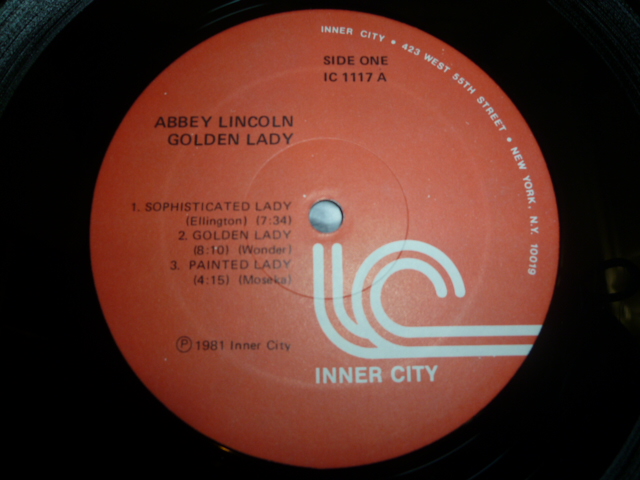 INNER CITY • 423 WEST 55TH STREET • NEW YORK, N.Y. 10019
SIDE ONE
IC 1117 A
ABBEY LINCOLN
GOLDEN LADY
1. SOPHISTICATED LADY
(Ellington) (7:34)
2. GOLDEN LADY
(8:10) (Wonder)
3. PAINTED LADY
(4:15) (Moseka)
℗ 1981 Inner City
INNER CITY